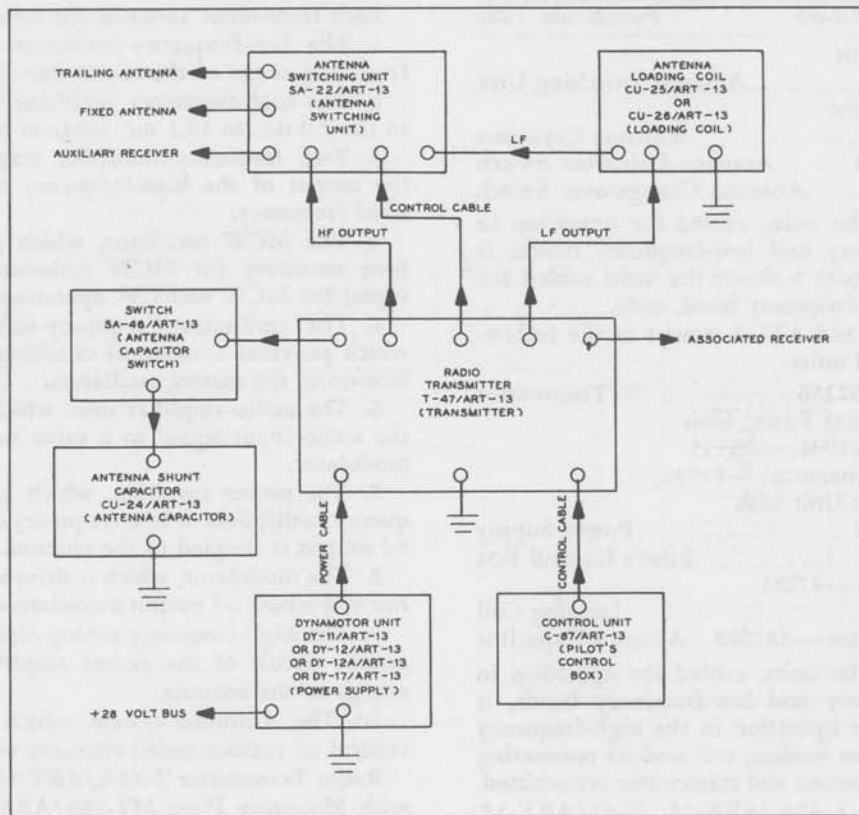 TRAILING ANTENNA
FIXED ANTENNA
AUXILIARY RECEIVER
ANTENNA
SWITCHING UNIT
SA-22/ART-13
(ANTENNA
SWITCHING
UNIT)
LF
ANTENNA
LOADING COIL
CU-25/ART-13
OR
CU-26/ART-13
(LOADING COIL)
HF OUTPUT
CONTROL CABLE
LF OUTPUT
SWITCH
SA-46/ART-13
(ANTENNA
CAPACITOR
SWITCH)
RADIO
TRANSMITTER
T-47/ART-13
(TRANSMITTER)
ASSOCIATED RECEIVER
ANTENNA SHUNT
CAPACITOR
CU-24/ART-13
(ANTENNA CAPACITOR)
POWER CABLE
CONTROL CABLE
DYNAMOTOR UNIT
DY-11/ART-13
OR DY-12/ART-13
OR DY-12A/ART-13
OR DY-17/ART-13
(POWER SUPPLY)
+28 VOLT BUS
CONTROL UNIT
C-87/ART-13
(PILOT'S
CONTROL
BOX)